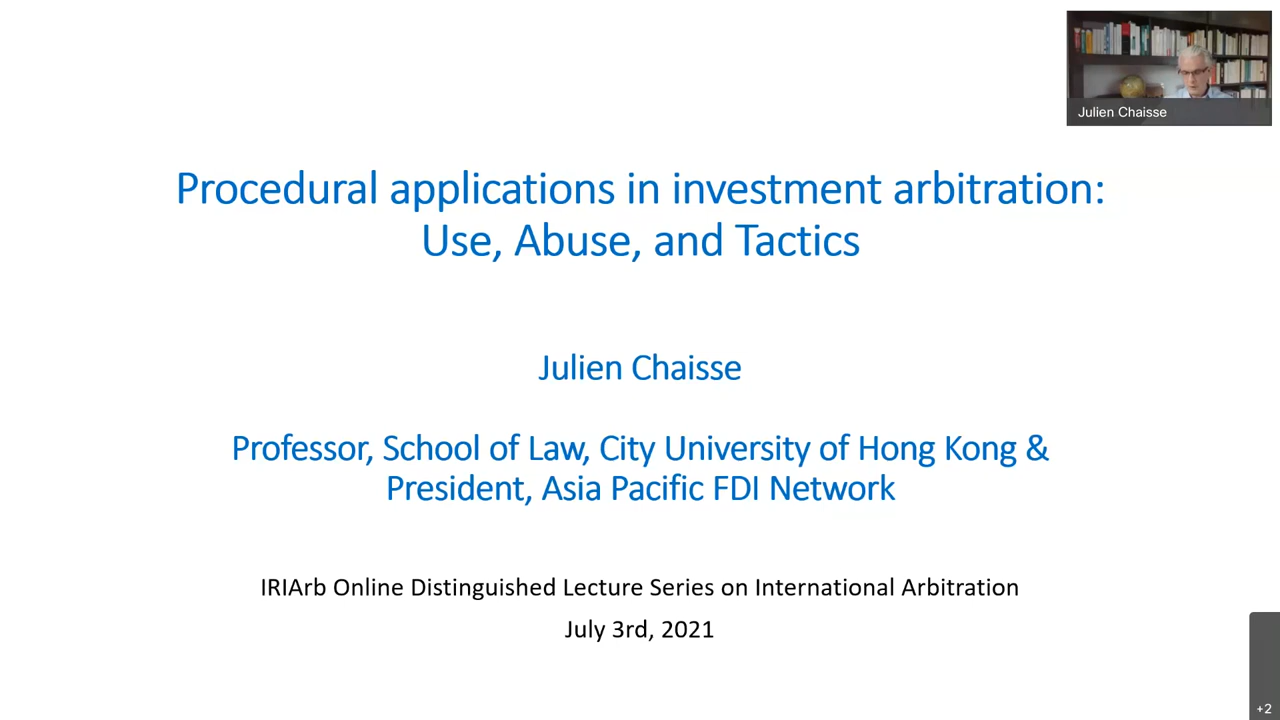 Julien Chaisse
Procedural applications in investment arbitration:
Use, Abuse, and Tactics
Julien Chaisse
Professor, School of Law, City University of Hong Kong &
President, Asia Pacific FDI Network
IRIArb Online Distinguished Lecture Series on International Arbitration
July 3rd, 2021
+2